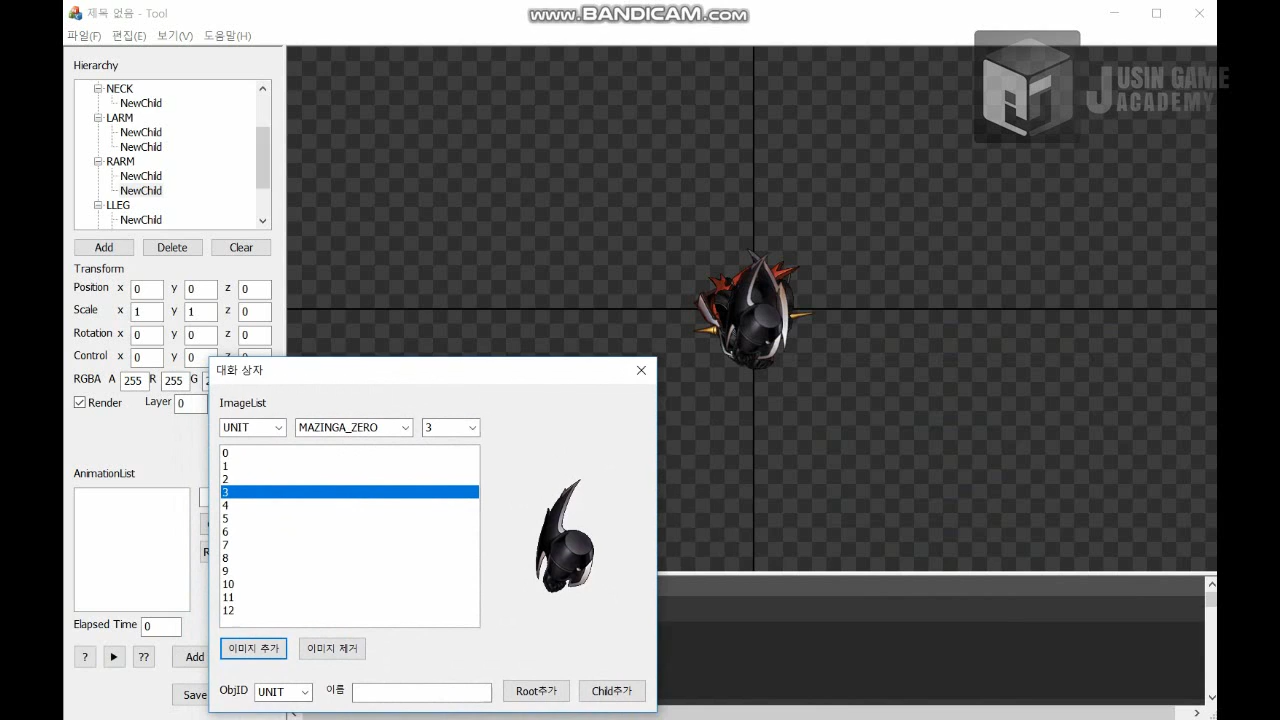 제목 없음 - Tool
www.BANDICAM.com
파일(F) 편집(E) 보기(V) 도움말(H)
JUSIN GAME
ACADEMY
Hierarchy
NECK
NewChild
LARM
NewChild
NewChild
RARM
NewChild
NewChild
LLEG
NewChild
Add Delete Clear
Transform
Position x 0 y 0 z 0
Scale x 1 y 1 z 0
Rotation x 0 y 0 z 0
Control x 0 y 0 z 0
RGBA A 255 R 255 G
Render Layer 0
대화 상자
ImageList
UNIT MAZINGA_ZERO 3
0
1
2
3
4
5
6
7
8
9
10
11
12
AnimationList
Elapsed Time 0
? ▶ ?? Add
Save
이미지 추가 이미지 제거
ObjID UNIT 이름 Root추가 Child추가